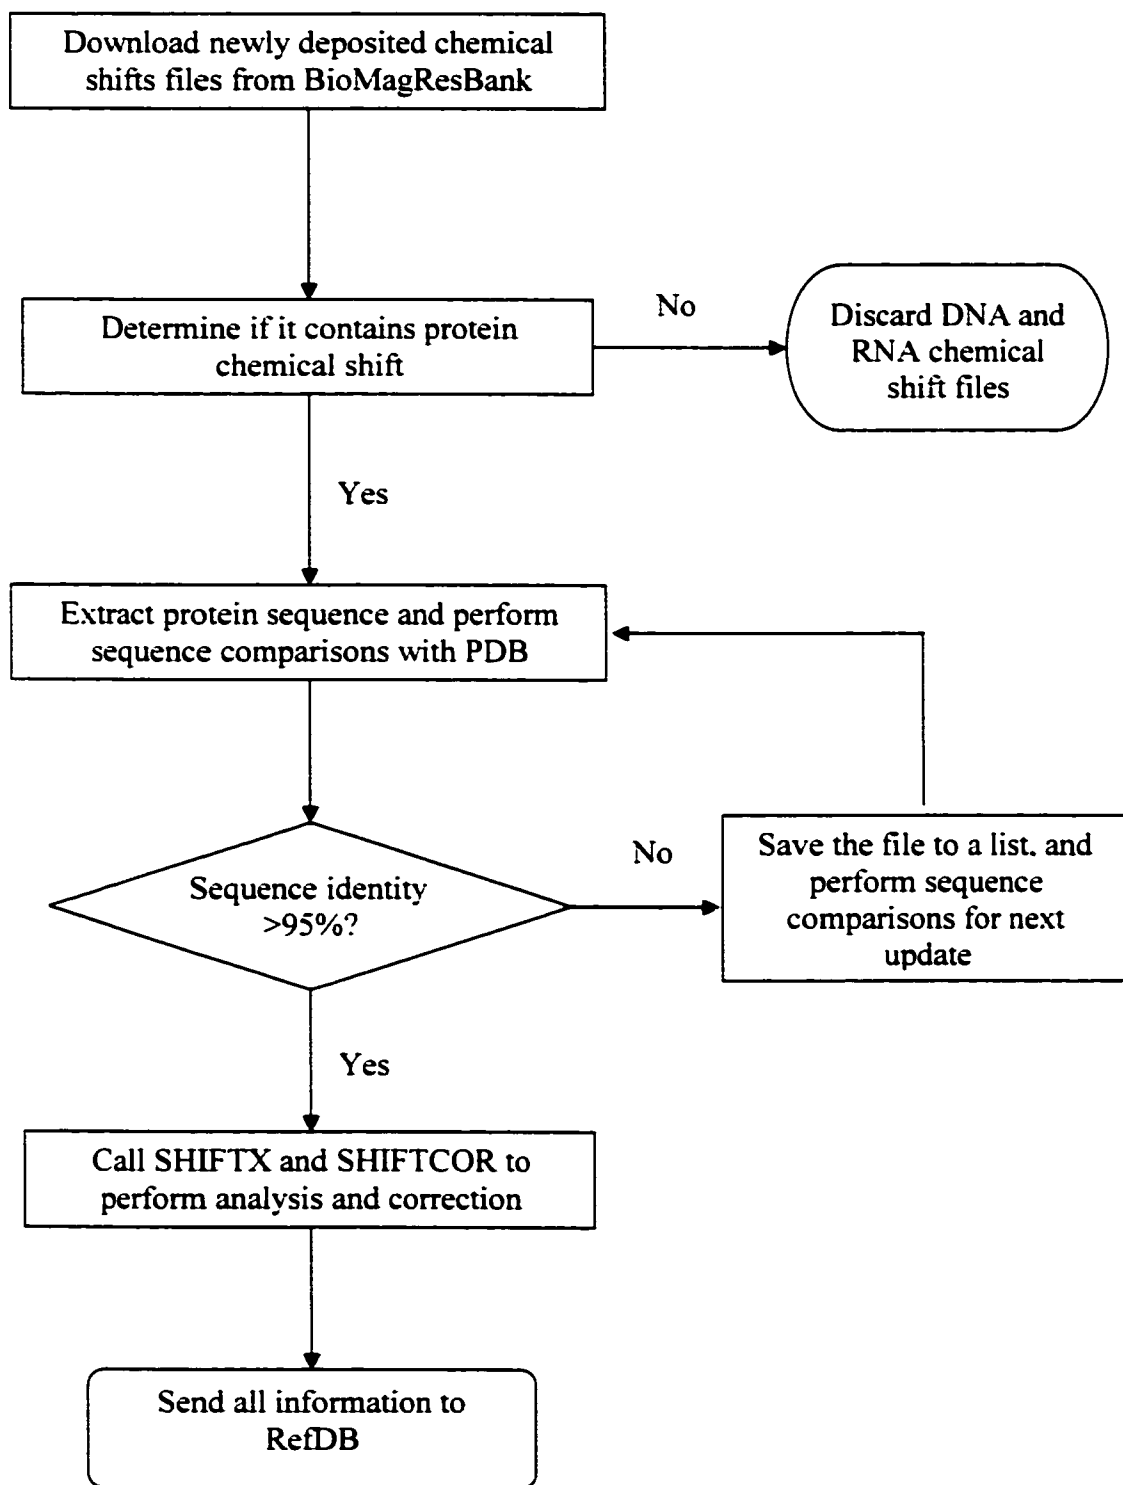 Download newly deposited chemical
shifts files from BioMagResBank
Determine if it contains protein
chemical shift
No
Discard DNA and
RNA chemical
shift files
Yes
Extract protein sequence and perform
sequence comparisons with PDB
Sequence identity
>95%?
No
Save the file to a list. and
perform sequence
comparisons for next
update
Yes
Call SHIFTX and SHIFTCOR to
perform analysis and correction
Send all information to
RefDB